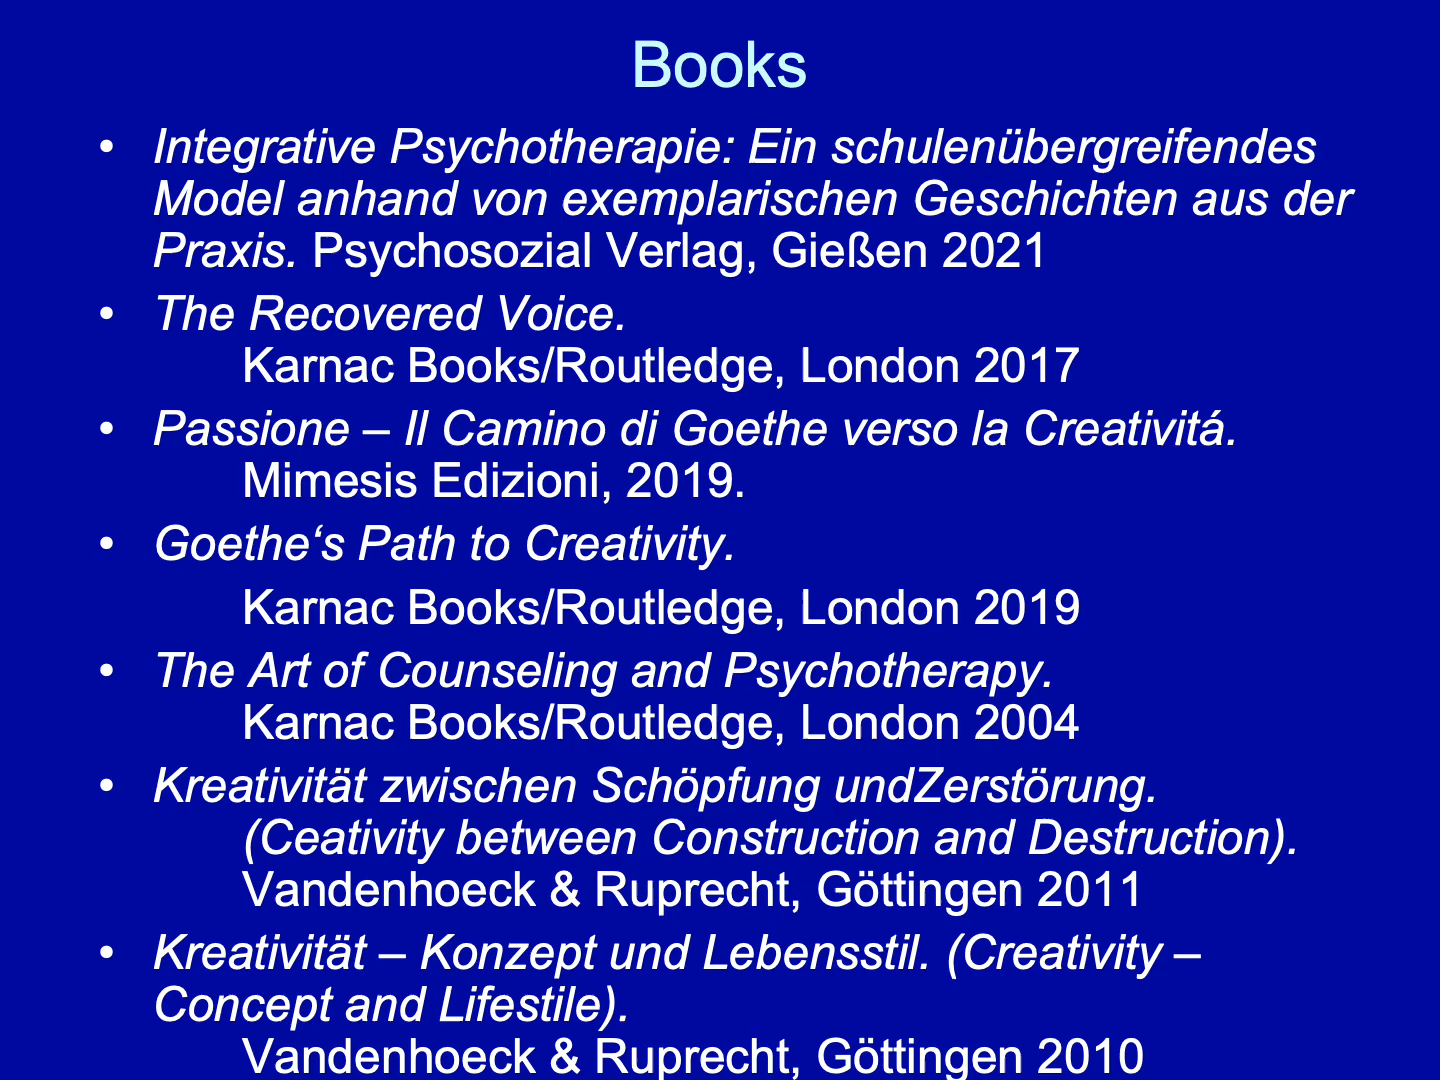 Books
• Integrative Psychotherapie: Ein schulenübergreifendes
Model anhand von exemplarischen Geschichten aus der
Praxis. Psychosozial Verlag, Gießen 2021
• The Recovered Voice.
Karnac Books/Routledge, London 2017
• Passione – Il Camino di Goethe verso la Creativitá.
Mimesis Edizioni, 2019.
• Goethe‘s Path to Creativity.
Karnac Books/Routledge, London 2019
• The Art of Counseling and Psychotherapy.
Karnac Books/Routledge, London 2004
• Kreativität zwischen Schöpfung undZerstörung.
(Ceativity between Construction and Destruction).
Vandenhoeck & Ruprecht, Göttingen 2011
• Kreativität – Konzept und Lebensstil. (Creativity –
Concept and Lifestile).
Vandenhoeck & Ruprecht, Göttingen 2010